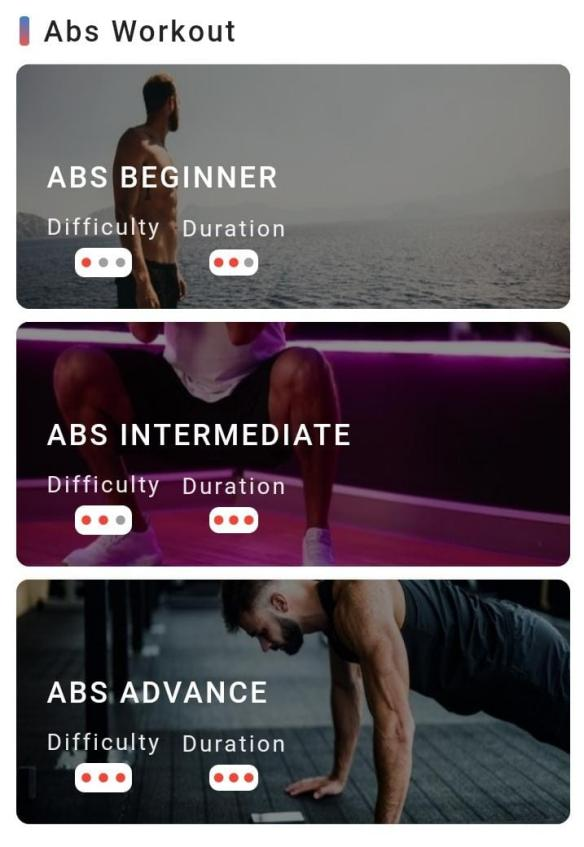 Abs Workout
ABS BEGINNER
Difficulty Duration
ABS INTERMEDIATE
Difficulty Duration
ABS ADVANCE
Difficulty Duration